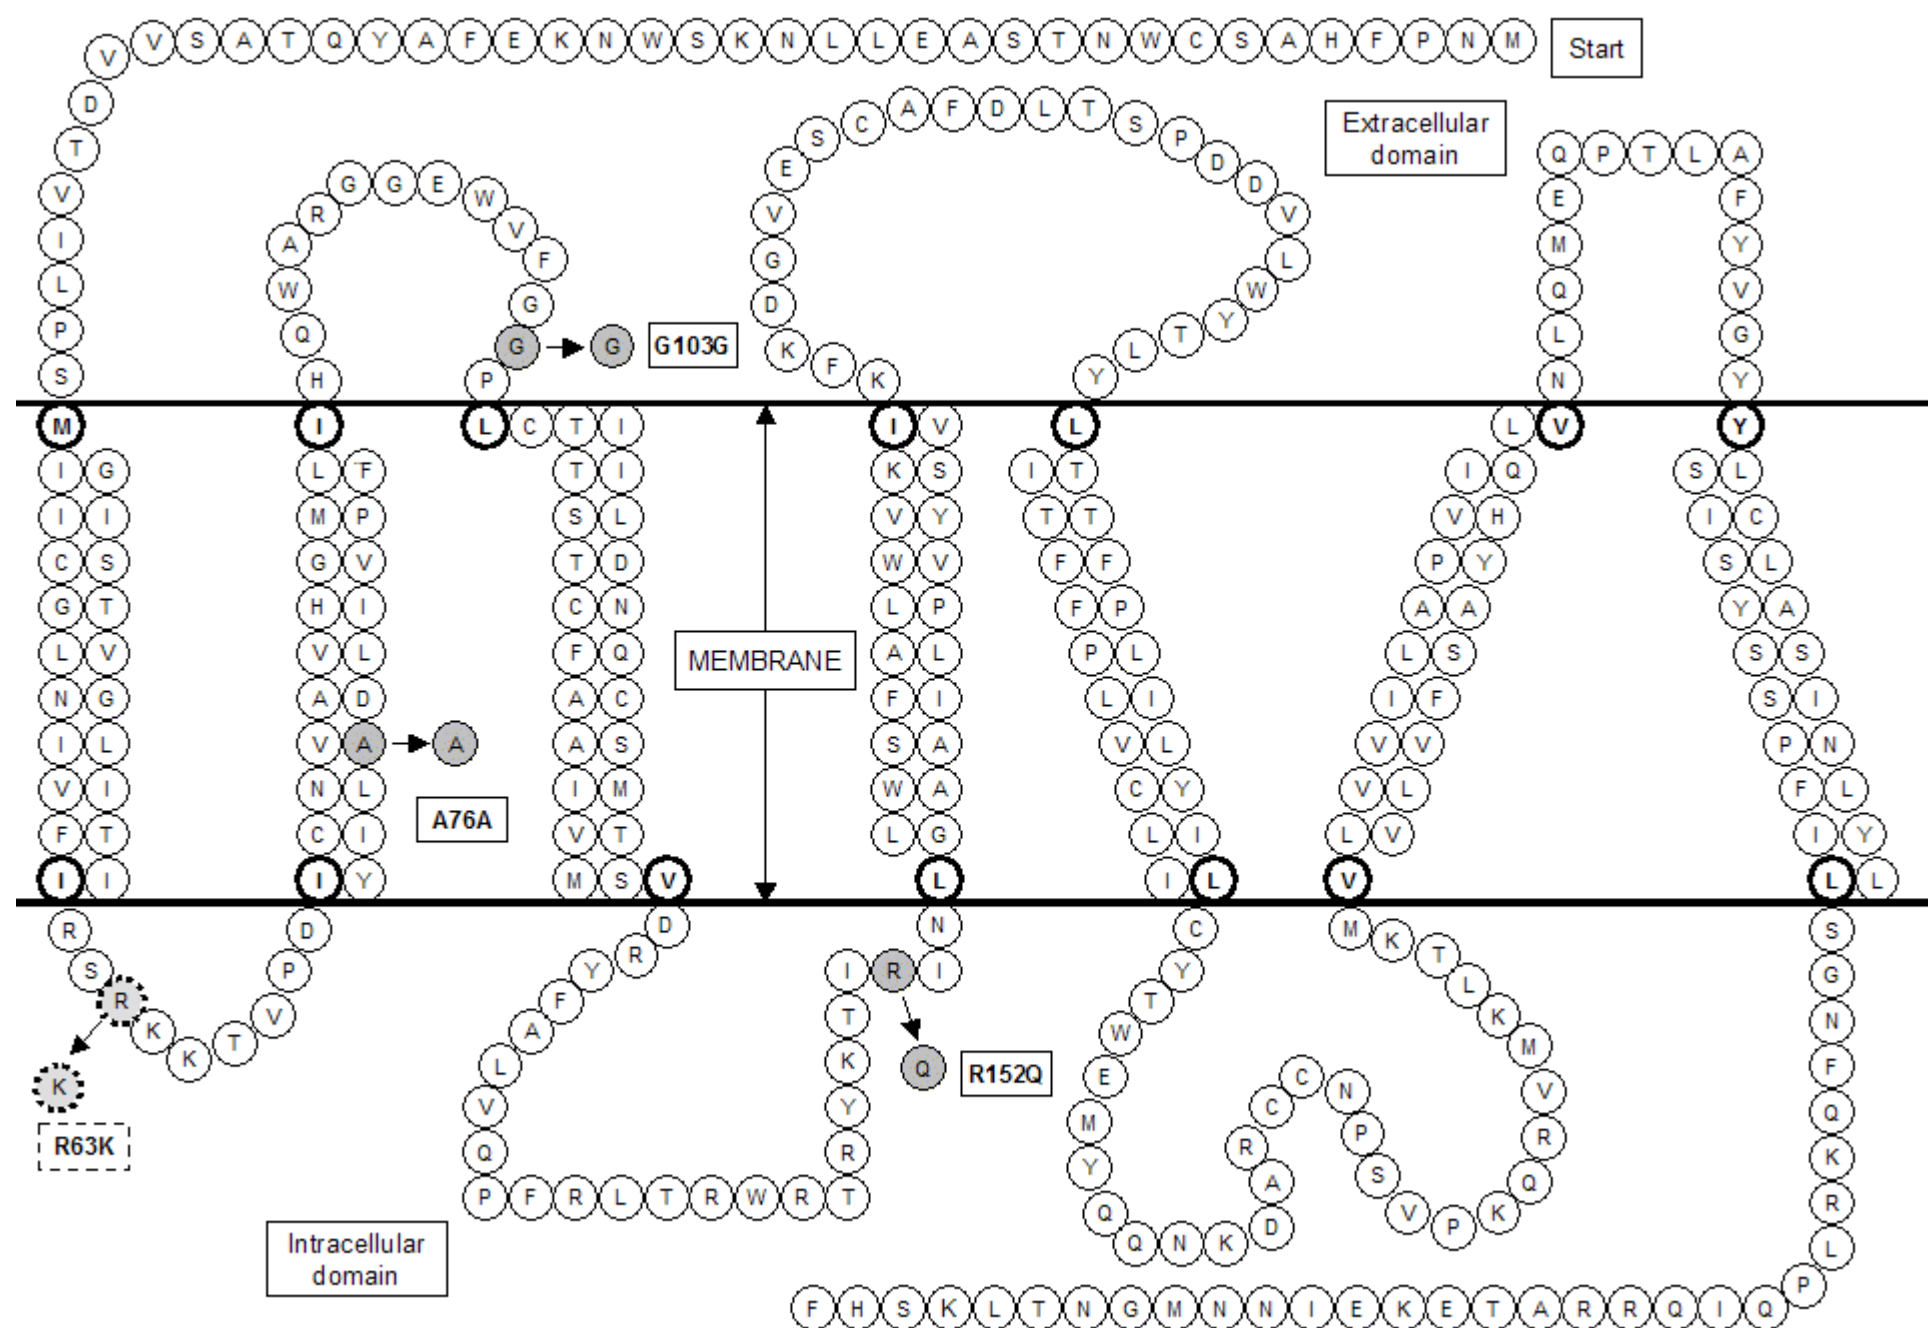 V V S A T Q Y A F E K N W S K N L L E A S T N W C S A H F P N M Start
D
T
V
I
L
P
S
R G G E W V F G
A
W
Q
H
G → G G103G
P
E S C A F D L T S P D D V L W Y T L Y
V
G
D
K F K
Extracellular
domain
Q P T L A
E F
M Y
Q V
L G
N Y
M I L C T I I V L L V Y
I G L F T I K S I T I Q S L
I I M P S L V Y T T V H I C
C S G V T D W V F F P Y S L
G T H I C N L P F P A A Y A
L V V L F Q MEMBRANE A L P L L S S S
N G A D A C F I L I I F S I
I L V A → A A S S A V L V V P N
V I N L I M W A C Y V L F L
F T C I A76A V T L G L I L V I Y
I I I Y M S V L I L V L L
R
S
R
K K T V P D
K
R63K
D R Y F A L V Q
P F R L T R W R T
R
Y
K
T
I R I
N
Q R152Q
C Y T W E M Y Q Q N K D A R C C N P S V P K Q R V M K L T K M
S
G
N
F
Q
K
R
L
P
Intracellular
domain
F H S K L T N G M N N I E K E T A R R Q I Q